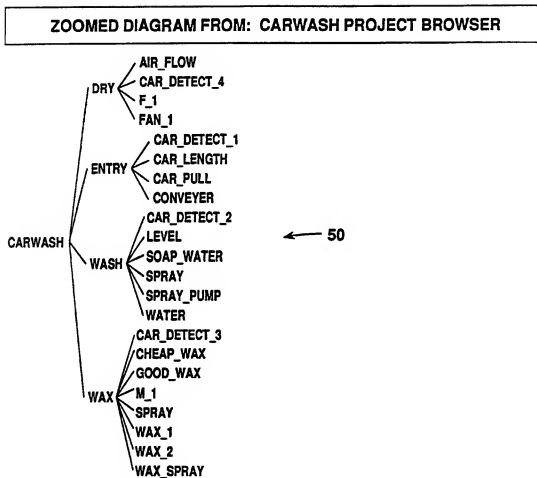 ZOOMED DIAGRAM FROM: CARWASH PROJECT BROWSER
CARWASH
DRY
AIR_FLOW
CAR_DETECT_4
F_1
FAN_1
ENTRY
CAR_DETECT_1
CAR_LENGTH
CAR_PULL
CONVEYER
WASH
CAR_DETECT_2
LEVEL
SOAP_WATER
SPRAY
SPRAY_PUMP
WATER
WAX
CAR_DETECT_3
CHEAP_WAX
GOOD_WAX
M_1
SPRAY
WAX_1
WAX_2
WAX_SPRAY
50